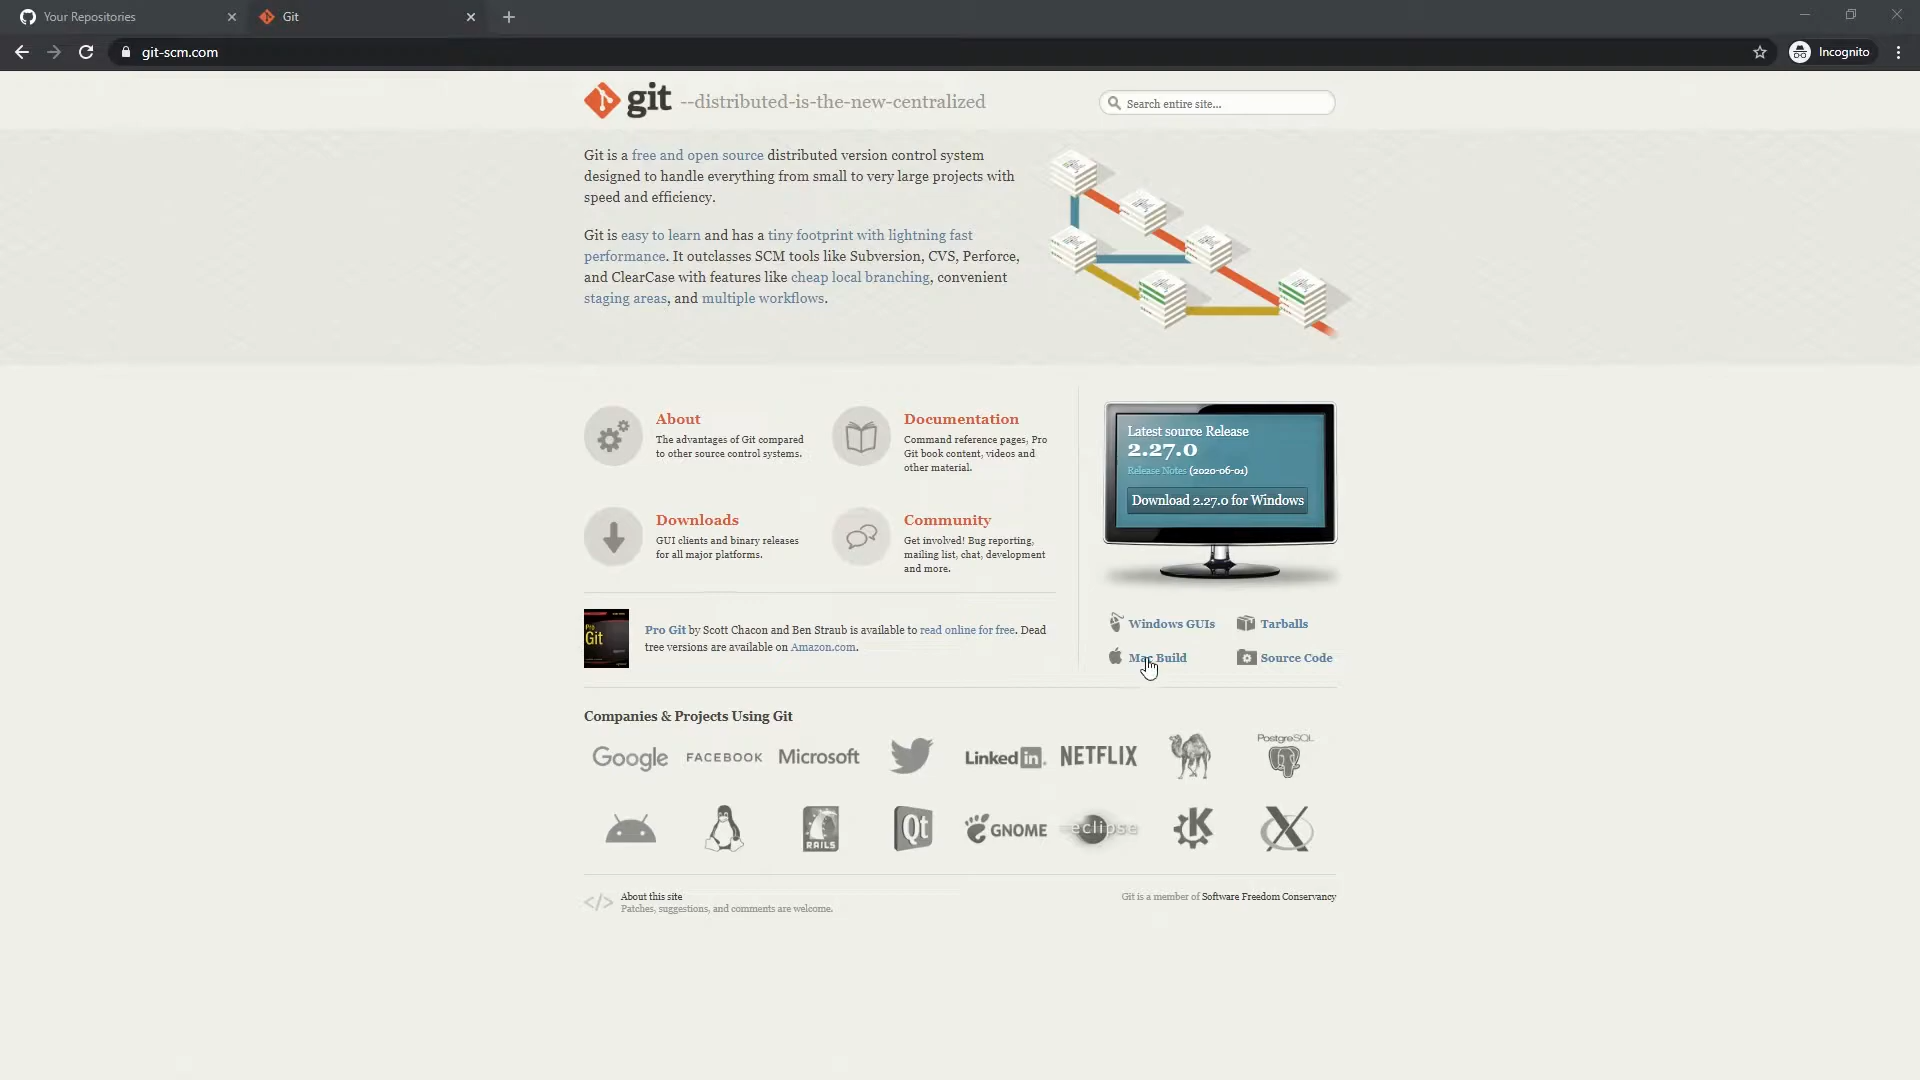 Your Repositories
Git
git-scm.com
Incognito
git --distributed-is-the-new-centralized
Search entire site...
Git is a free and open source distributed version control system
designed to handle everything from small to very large projects with
speed and efficiency.
Git is easy to learn and has a tiny footprint with lightning fast
performance. It outclasses SCM tools like Subversion, CVS, Perforce,
and ClearCase with features like cheap local branching, convenient
staging areas, and multiple workflows.
About
The advantages of Git compared
to other source control systems.
Documentation
Command reference pages, Pro
Git book content, videos and
other material.
Downloads
GUI clients and binary releases
for all major platforms.
Community
Get involved! Bug reporting,
mailing list, chat, development
and more.
Pro
Git
Pro Git by Scott Chacon and Ben Straub is available to read online for free. Dead
tree versions are available on Amazon.com.
Latest source Release
2.27.0
Release Notes (2020-06-01)
Download 2.27.0 for Windows
Windows GUIs
Tarballs
Mac Build
Source Code
Companies & Projects Using Git
Google FACEBOOK Microsoft LinkedIn NETFLIX PostgreSQL
RAILS Qt GNOME eclipse K X
</> About this site
Patches, suggestions, and comments are welcome.
Git is a member of Software Freedom Conservancy